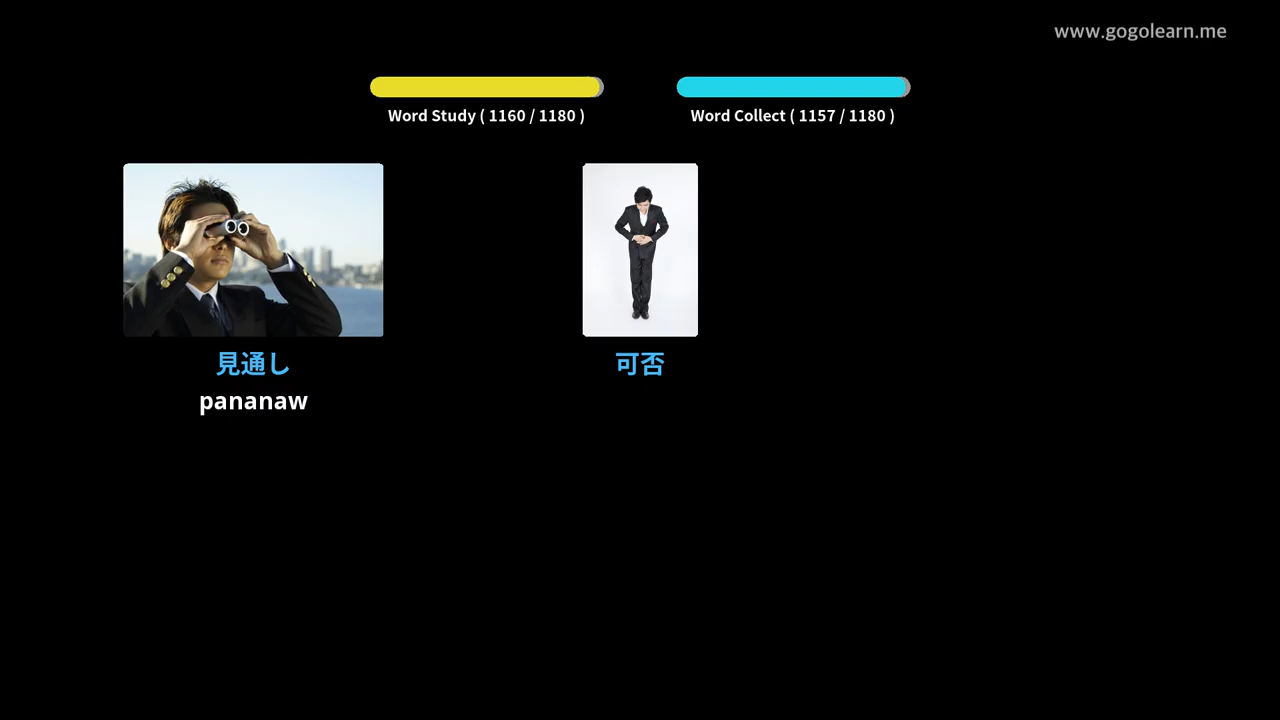 www.gogolearn.me
Word Study ( 1160 / 1180 )
Word Collect ( 1157 / 1180 )
見通し
可否
pananaw